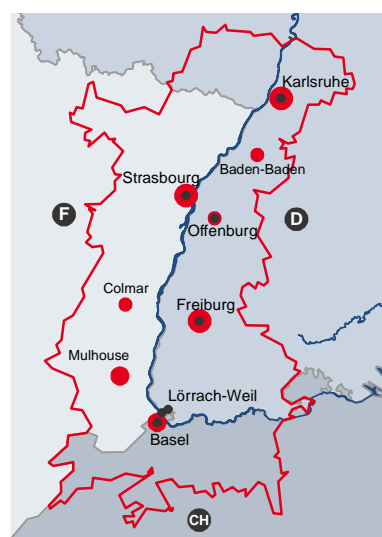 Karlsruhe
Baden-Baden
Strasbourg
F
D
Offenburg
Colmar
Freiburg
Mulhouse
Lörrach-Weil
Basel
CH